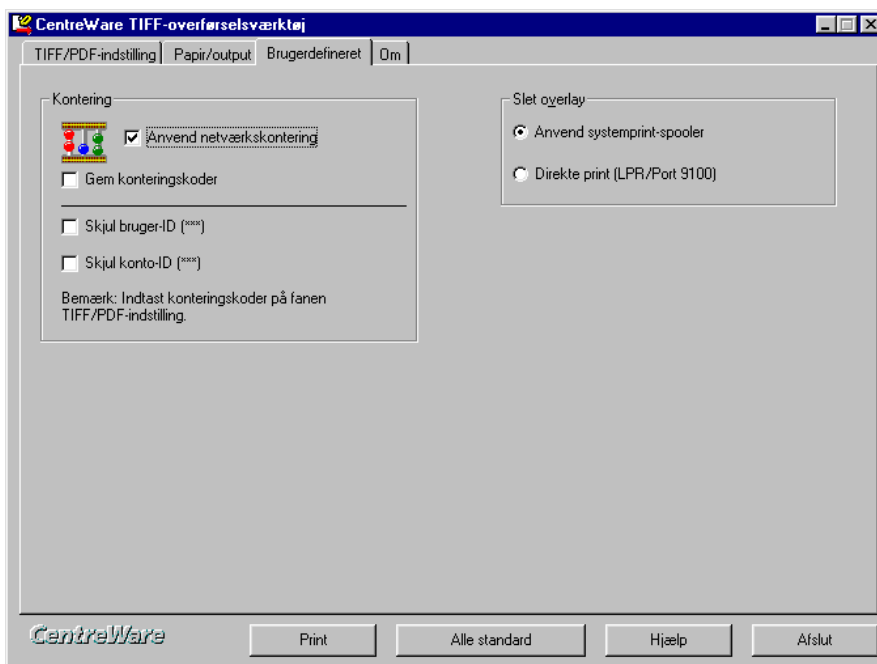 CentreWare TIFF-overførselsværktøj
TIFF/PDF-indstilling Papir/output Brugerdefineret Om
Kontering
Anvend netværkskontering
Gem konteringskoder
Skjul bruger-ID (***)
Skjul konto-ID (***)
Bemærk: Indtast konteringskoder på fanen
TIFF/PDF-indstilling.
Slet overlay
Anvend systemprint-spooler
Direkte print (LPR/Port 9100)
CentreWare
Print Alle standard Hjælp Afslut